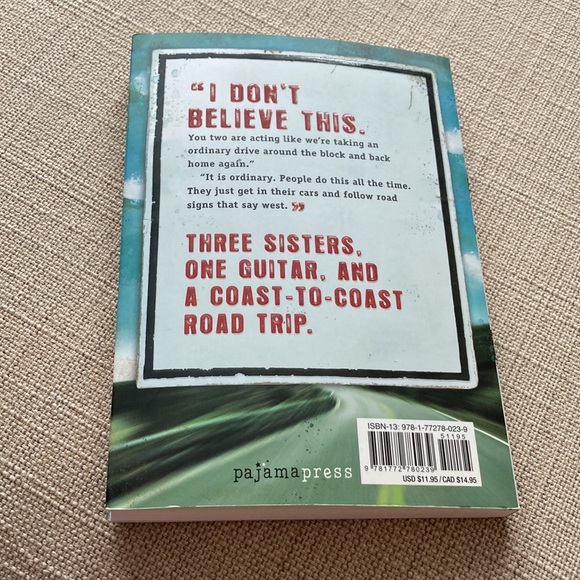 “I DON'T
BELIEVE THIS.
You two are acting like we're taking an
ordinary drive around the block and back
home again.”
“It is ordinary. People do this all the time.
They just get in their cars and follow road
signs that say west.”
THREE SISTERS,
ONE GUITAR, AND
A COAST-TO-COAST
ROAD TRIP.
ISBN-13: 978-1-77278-023-9
51195
9 781772 780239
USD $11.95 / CAD $14.95
pajamapress